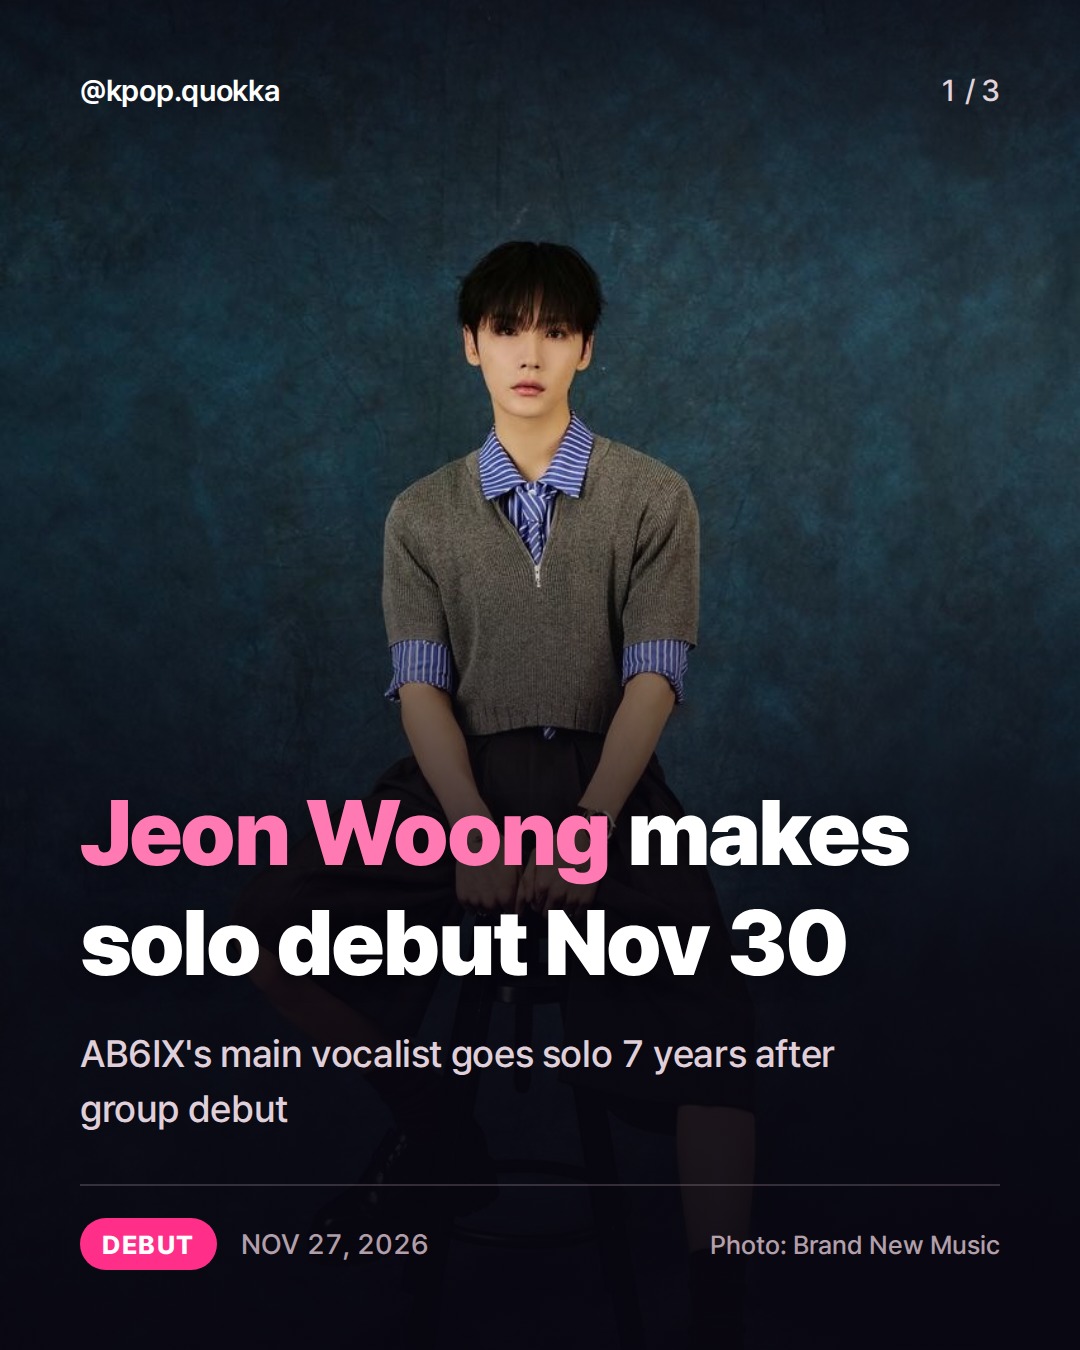 @kpop.quokka
1 / 3
Jeon Woong makes
solo debut Nov 30
AB6IX's main vocalist goes solo 7 years after
group debut
DEBUT
NOV 27, 2026
Photo: Brand New Music